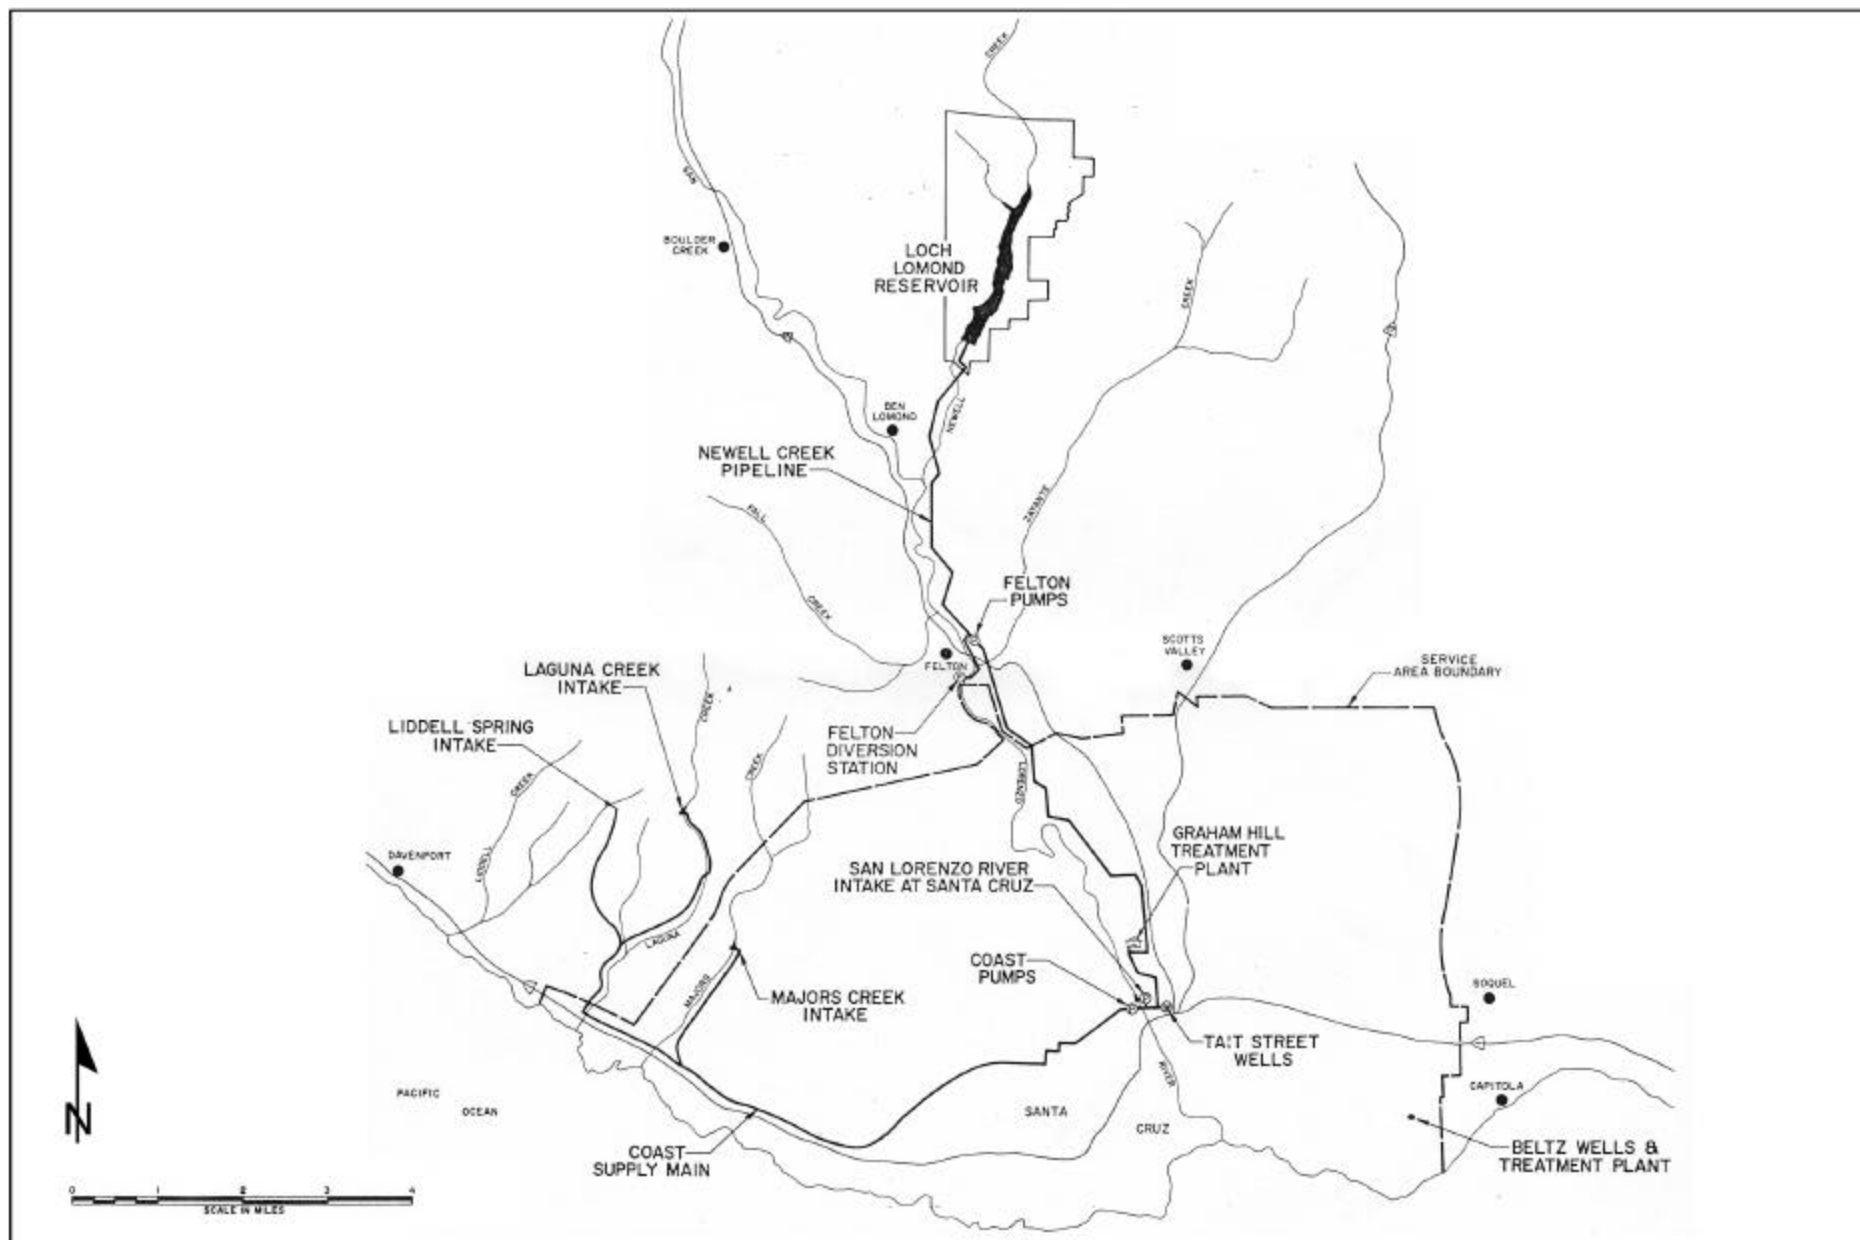 CREEK
SAN
BOULDER
CREEK
LOCH
LOMOND
RESERVOIR
CREEK
BEN
LOMOND
NEWELL
NEWELL CREEK
PIPELINE
ZAYANTE
FALL
CREEK
FELTON
PUMPS
SCOTTS
VALLEY
FELTON
SERVICE
AREA BOUNDARY
LAGUNA CREEK
INTAKE
CREEK
LIDDELL SPRING
INTAKE
FELTON
DIVERSION
STATION
CREEK
CREEK
LORENZO
GRAHAM HILL
TREATMENT
PLANT
DAVENPORT
LIDDELL
SAN LORENZO RIVER
INTAKE AT SANTA CRUZ
LAGUNA
COAST
PUMPS
MAJORS
MAJORS CREEK
INTAKE
SOQUEL
TAIT STREET
WELLS
RIVER
CAPITOLA
PACIFIC
OCEAN
SANTA
CRUZ
COAST
SUPPLY MAIN
BELTZ WELLS &
TREATMENT PLANT
N
0 1 2 3 4
SCALE IN MILES